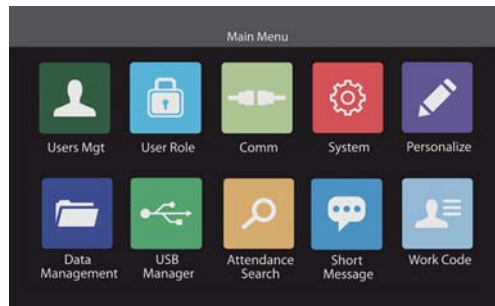 Main Menu
Users Mgt
User Role
Comm
System
Personalize
Data
Management
USB
Manager
Attendance
Search
Short
Message
Work Code